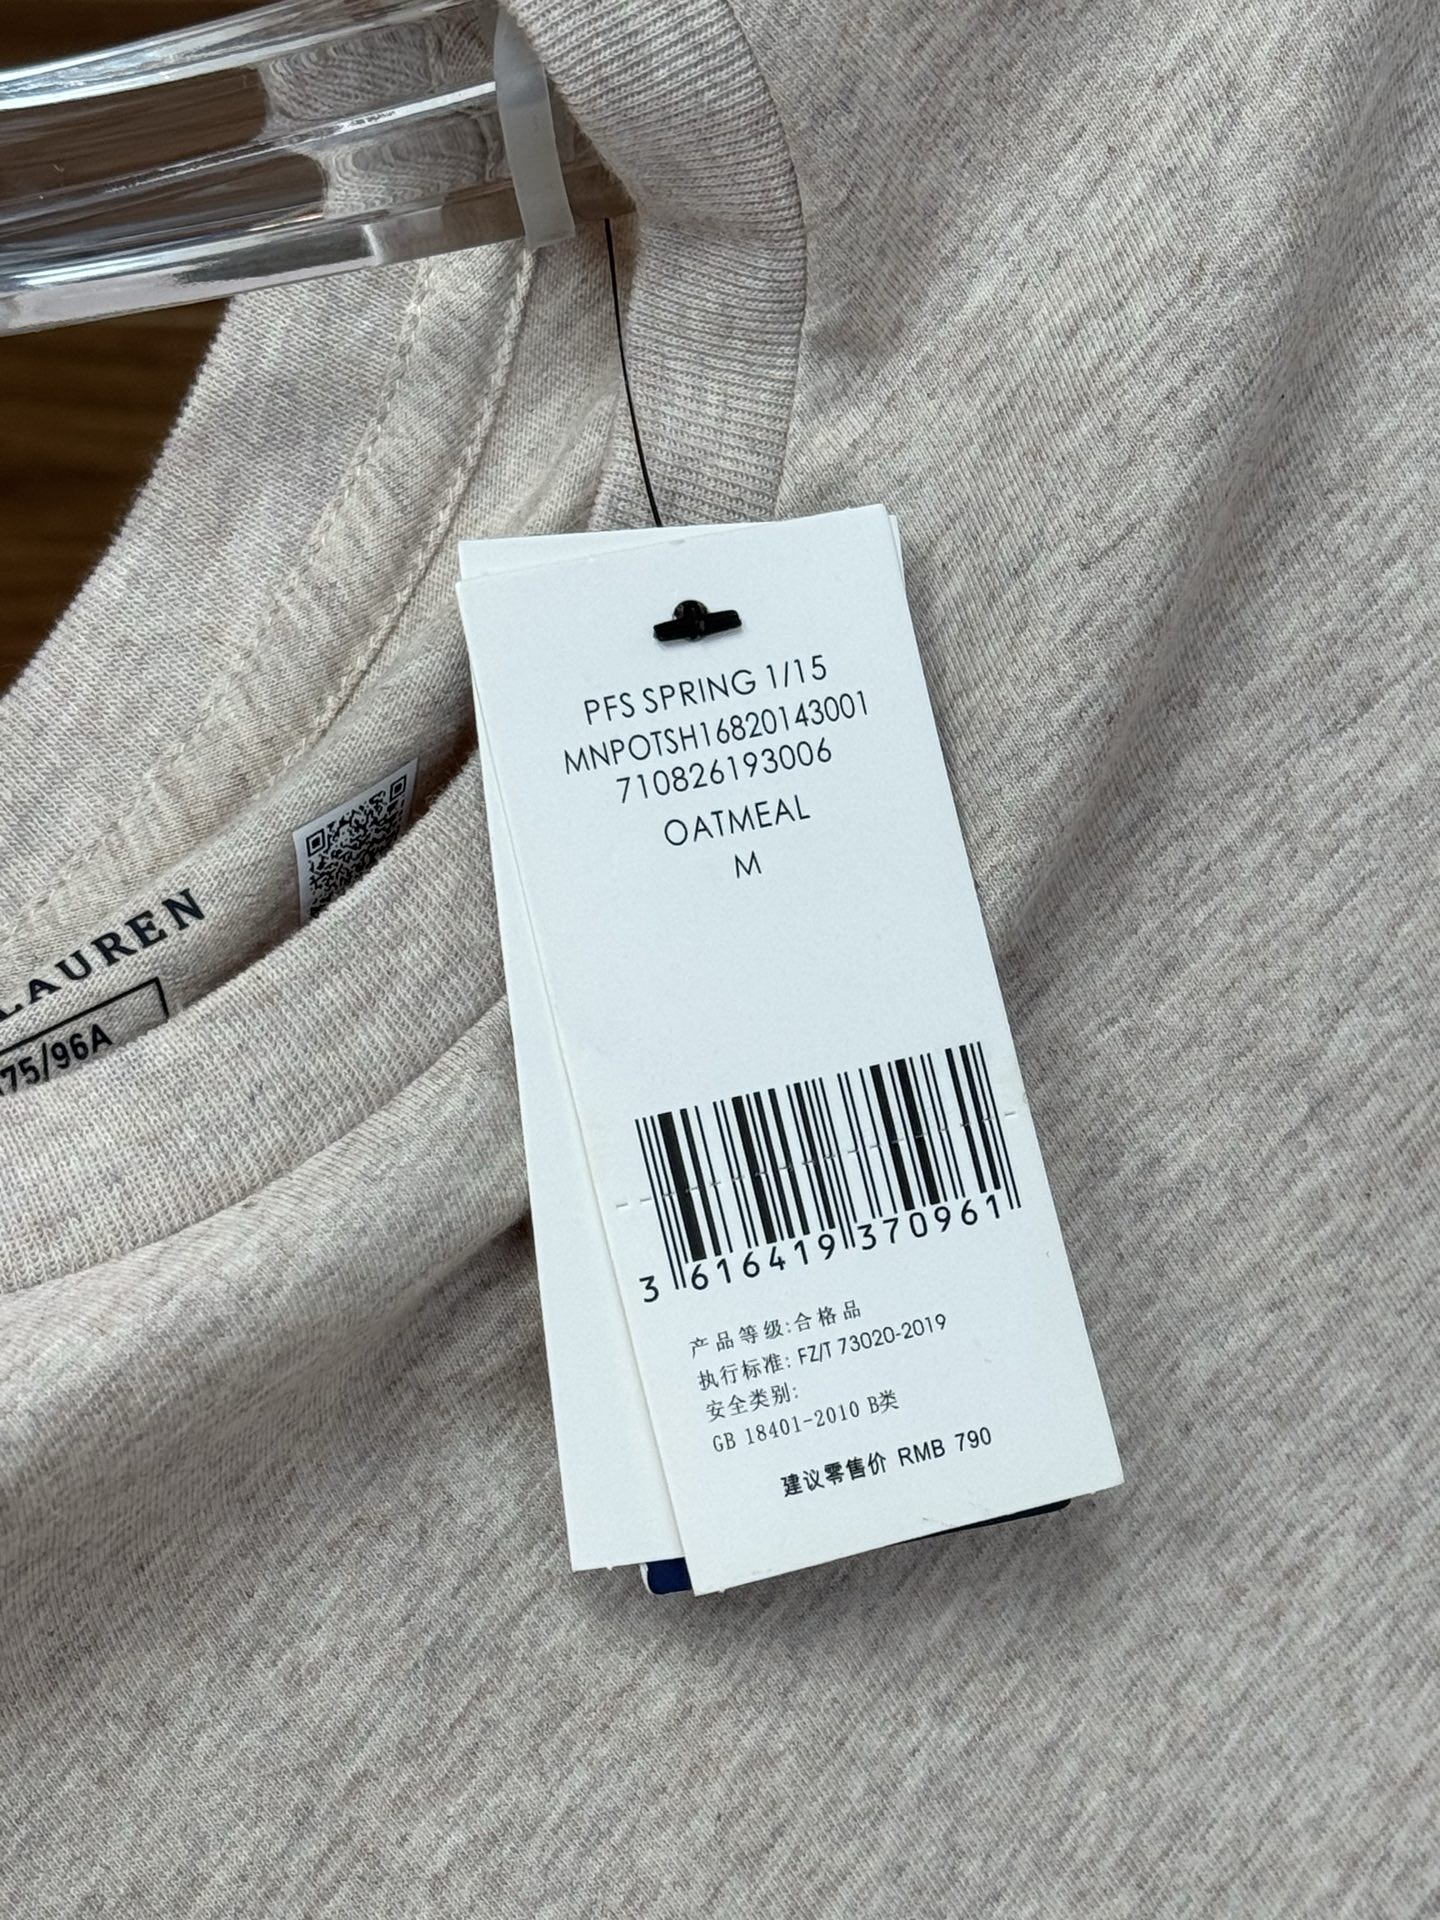 PFS SPRING 1/15
MNPOTSH16820143001
710826193006
OATMEAL
M
LAUREN
175/96A
3 616419 370961
产品等级:合格品
执行标准: FZ/T 73020-2019
安全类别:
GB 18401-2010 B类
建议零售价 RMB 790